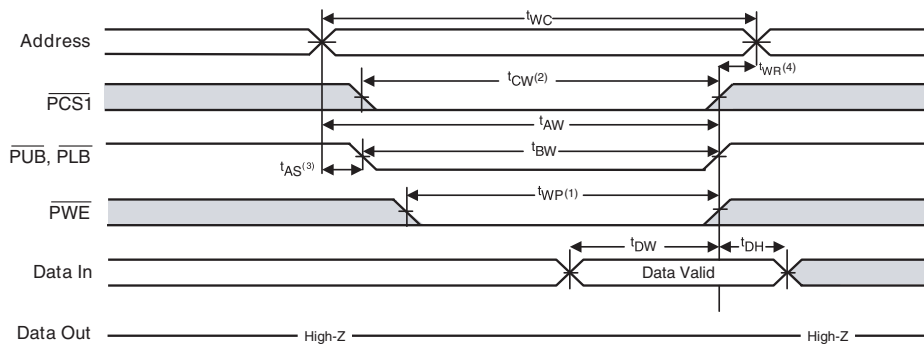 tWC
Address
tCW(2)
tWR(4)
PCS1
tAW
PUB, PLB
tBW
tAS(3)
tWP(1)
PWE
tDW
tDH
Data In
Data Valid
Data Out
High-Z
High-Z